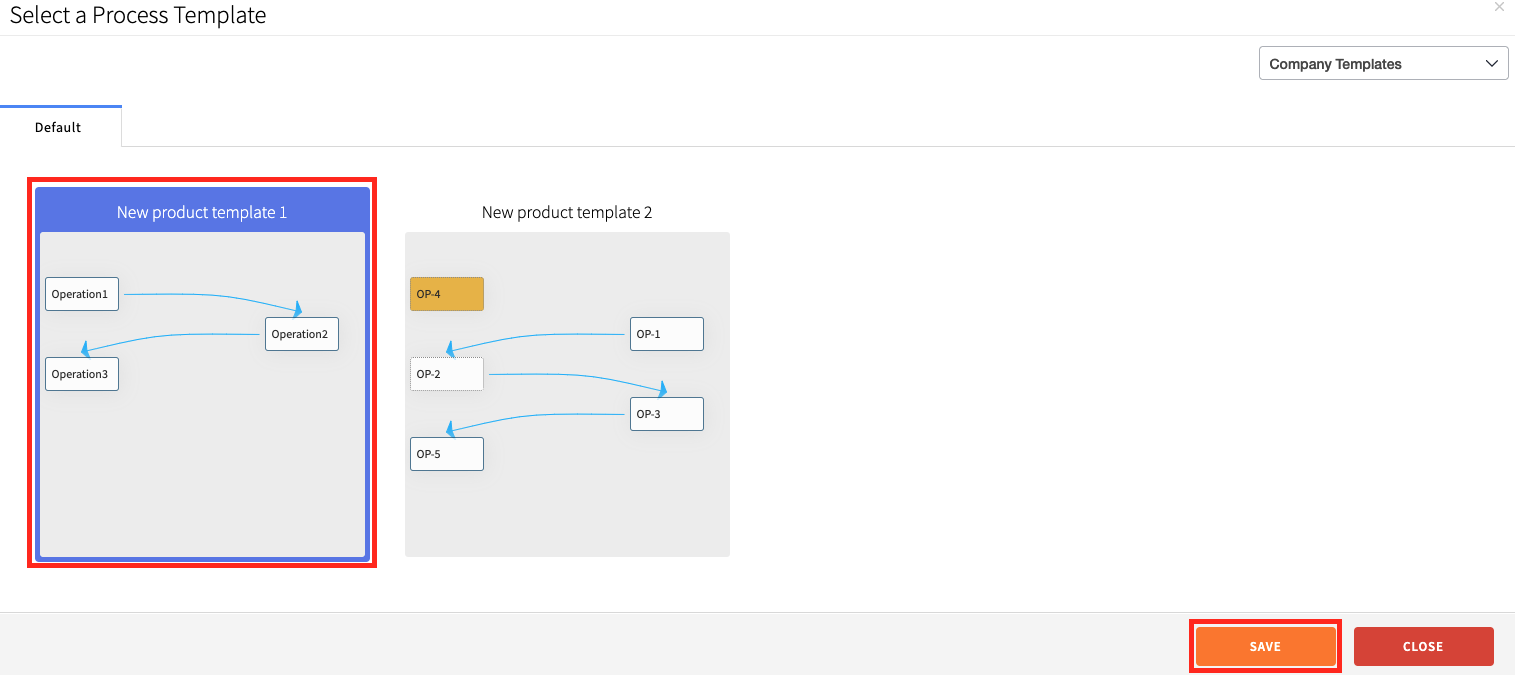 Select a Process Template
×
Company Templates
Default
New product template 1
Operation1
Operation2
Operation3
New product template 2
OP-4
OP-1
OP-2
OP-3
OP-5
SAVE
CLOSE